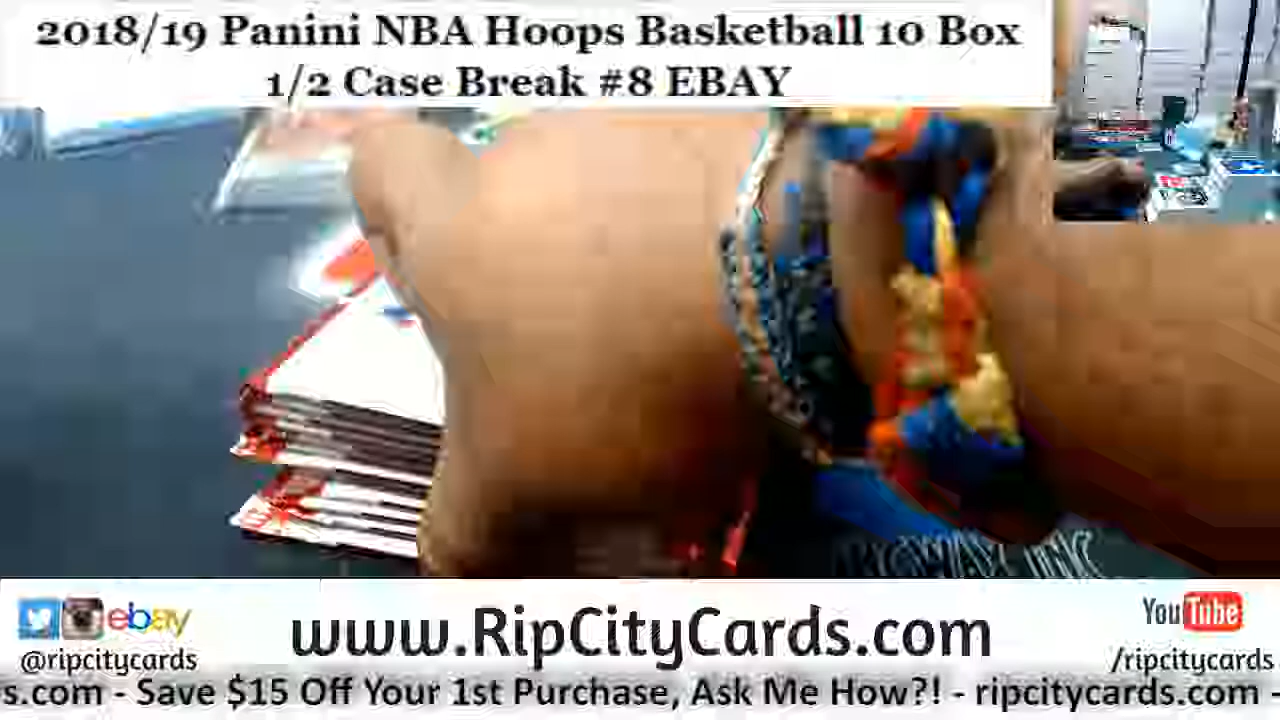 2018/19 Panini NBA Hoops Basketball 10 Box
1/2 Case Break #8 EBAY
ebay
www.RipCityCards.com
YouTube
@ripcitycards
/ripcitycards
s.com - Save $15 Off Your 1st Purchase, Ask Me How?! - ripcitycards.com -